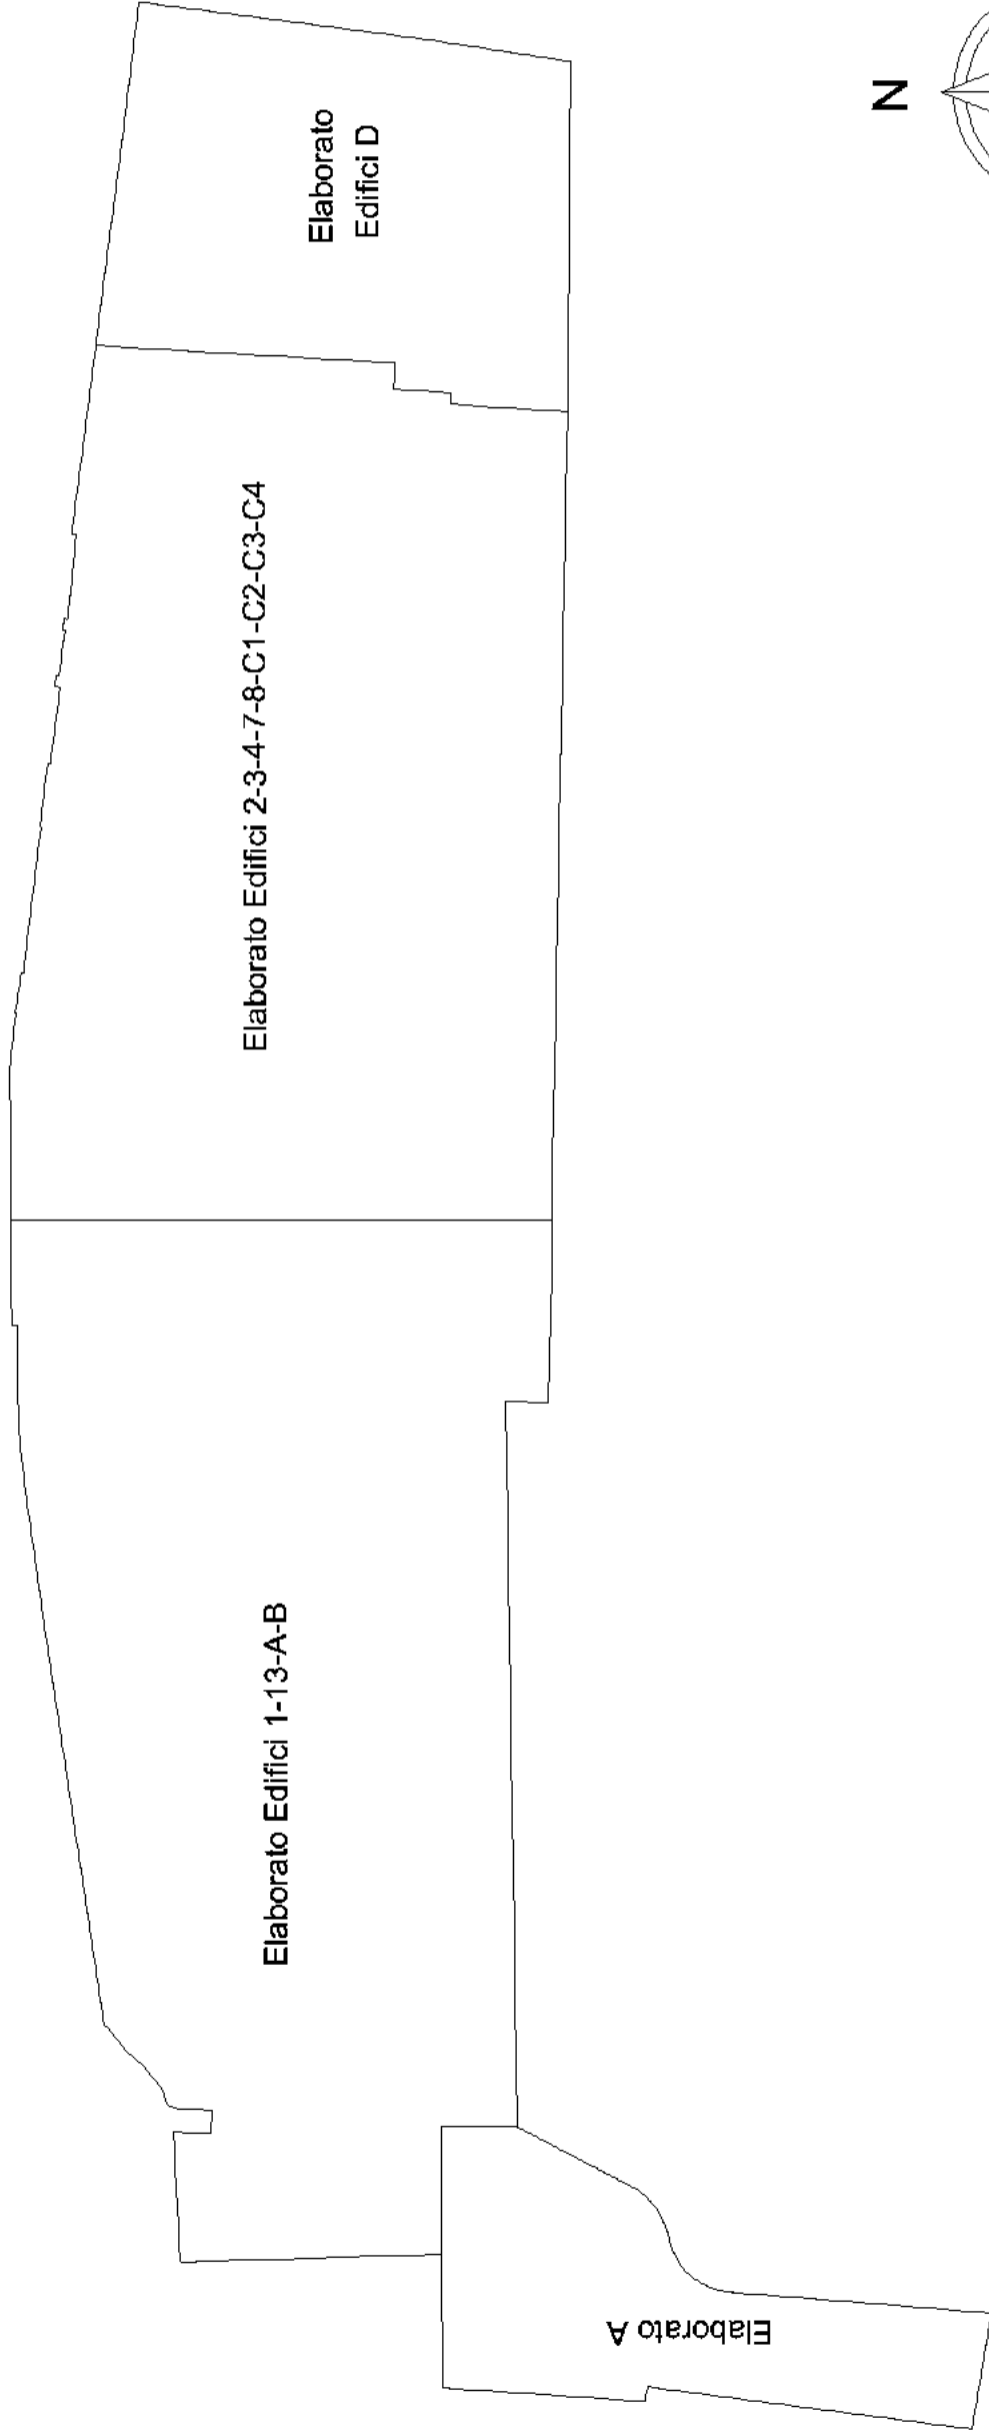 Elaborato
Edifici D
N
Elaborato Edifici 2-3-4-7-8-C1-C2-C3-C4
Elaborato Edifici 1-13-A-B
Elaborato A